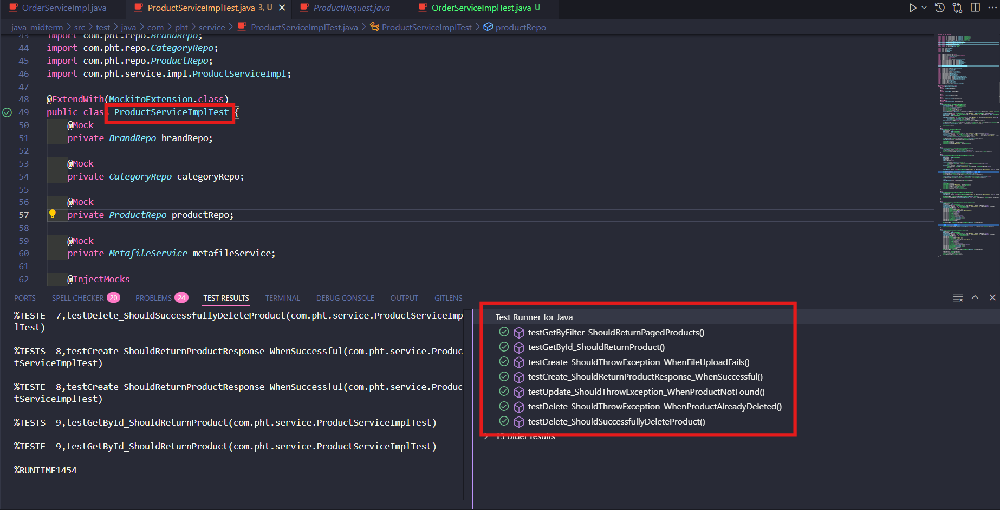 OrderServiceImpl.java
ProductServiceImplTest.java 3, U
ProductRequest.java
OrderServiceImplTest.java U
java-midterm > src > test > java > com > pht > service > ProductServiceImplTest.java > ProductServiceImplTest > productRepo
43 import com.pht.repo.BrandRepo;
44 import com.pht.repo.CategoryRepo;
45 import com.pht.repo.ProductRepo;
46 import com.pht.service.impl.ProductServiceImpl;
47
48 @ExtendWith(MockitoExtension.class)
49 public class ProductServiceImplTest {
50 @Mock
51 private BrandRepo brandRepo;
52
53 @Mock
54 private CategoryRepo categoryRepo;
55
56 @Mock
57 private ProductRepo productRepo;
58
59 @Mock
60 private MetafileService metafileService;
61
62 @InjectMocks
PORTS SPELL CHECKER 20 PROBLEMS 24 TEST RESULTS TERMINAL DEBUG CONSOLE OUTPUT GITLENS
%TESTE  7,testDelete_ShouldSuccessfullyDeleteProduct(com.pht.service.ProductServiceImp
lTest)
%TESTS  8,testCreate_ShouldReturnProductResponse_WhenSuccessful(com.pht.service.Produc
tServiceImplTest)
%TESTE  8,testCreate_ShouldReturnProductResponse_WhenSuccessful(com.pht.service.Produc
tServiceImplTest)
%TESTS  9,testGetById_ShouldReturnProduct(com.pht.service.ProductServiceImplTest)
%TESTE  9,testGetById_ShouldReturnProduct(com.pht.service.ProductServiceImplTest)
%RUNTIME1454
Test Runner for Java
testGetByFilter_ShouldReturnPagedProducts()
testGetById_ShouldReturnProduct()
testCreate_ShouldThrowException_WhenFileUploadFails()
testCreate_ShouldReturnProductResponse_WhenSuccessful()
testUpdate_ShouldThrowException_WhenProductNotFound()
testDelete_ShouldThrowException_WhenProductAlreadyDeleted()
testDelete_ShouldSuccessfullyDeleteProduct()
older results